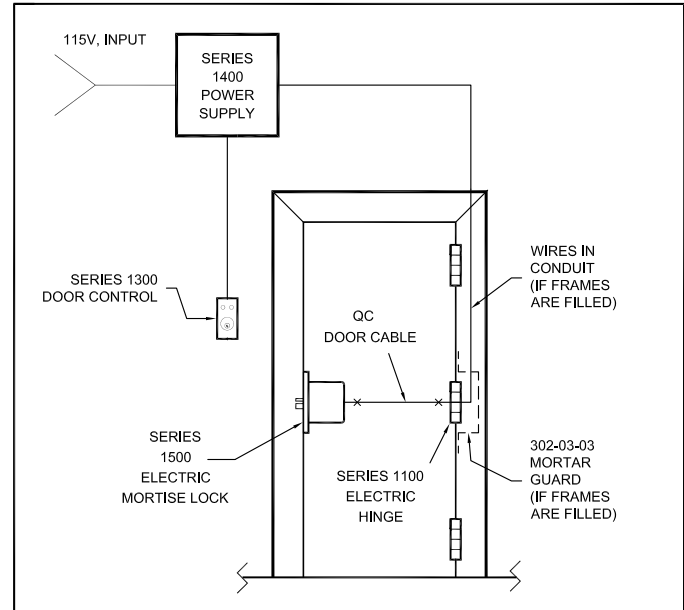 115V, INPUT
SERIES
1400
POWER
SUPPLY
SERIES 1300
DOOR CONTROL
WIRES IN
CONDUIT
(IF FRAMES
ARE FILLED)
QC
DOOR CABLE
SERIES
1500
ELECTRIC
MORTISE LOCK
SERIES 1100
ELECTRIC
HINGE
302-03-03
MORTAR
GUARD
(IF FRAMES
ARE FILLED)